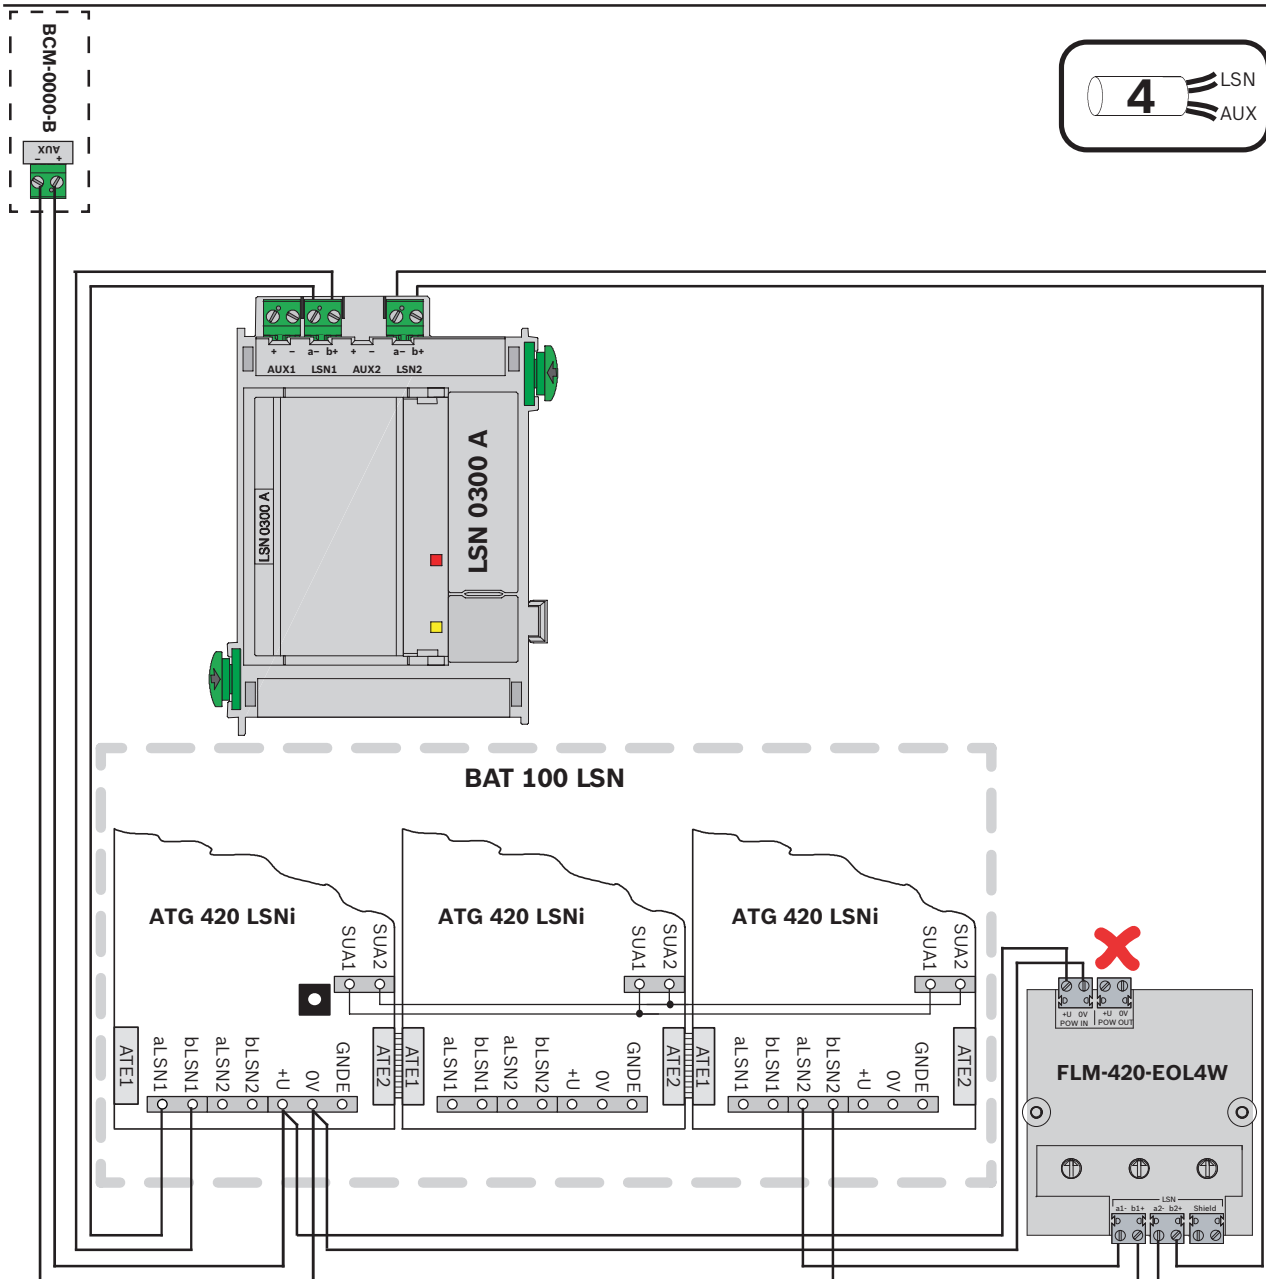 BCM-0000-B
AUX
- +
4
LSN
AUX
+ - a- b+ + - a- b+
AUX1 LSN1 AUX2 LSN2
LSN 0300 A
LSN 0300 A
BAT 100 LSN
ATG 420 LSNi
ATG 420 LSNi
ATG 420 LSNi
SUA1 SUA2
SUA1 SUA2
SUA1 SUA2
ATE1 aLSN1 bLSN1 aLSN2 bLSN2 +U 0V GNDE ATE2
ATE1 aLSN1 bLSN1 aLSN2 bLSN2 +U 0V GNDE ATE2
ATE1 aLSN1 bLSN1 aLSN2 bLSN2 +U 0V GNDE ATE2
+U 0V +U 0V
POW IN POW OUT
FLM-420-EOL4W
LSN
a1- b1+ a2- b2+ Shield